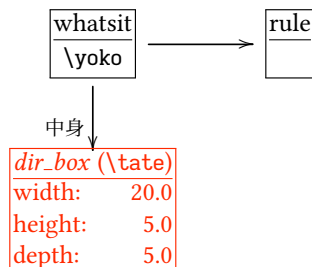 whatsit
\yoko
rule
中身
dir_box (\tate)
width: 20.0
height: 5.0
depth: 5.0